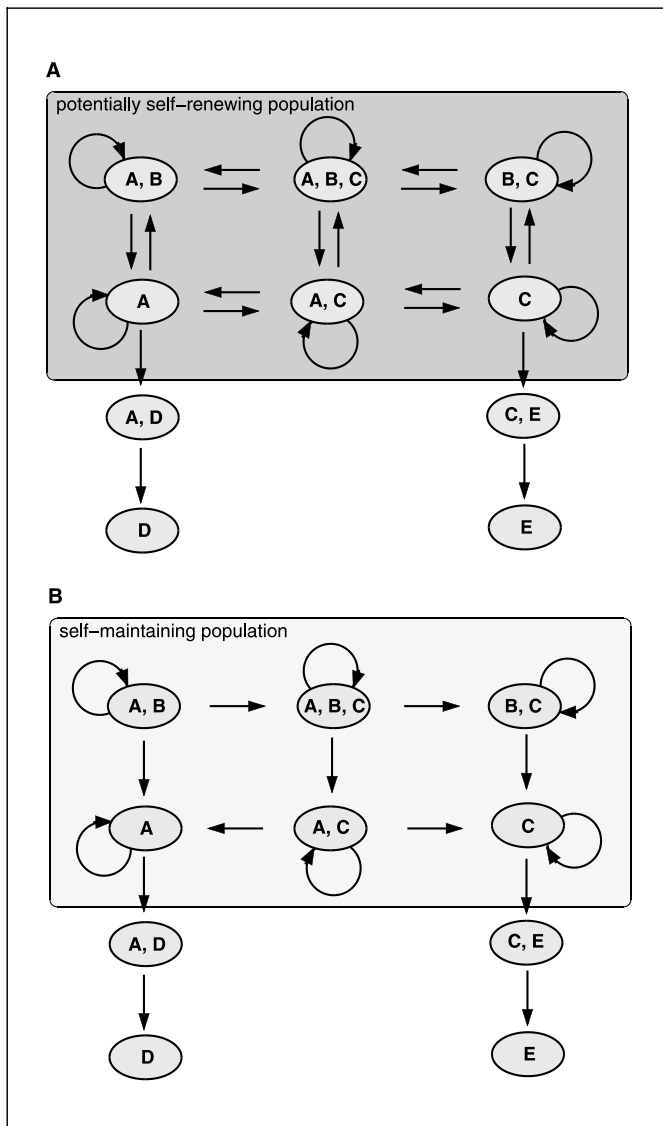 A
potentially self−renewing population
A, B
A, B, C
B, C
A
A, C
C
A, D
C, E
D
E
B
self−maintaining population
A, B
A, B, C
B, C
A
A, C
C
A, D
C, E
D
E